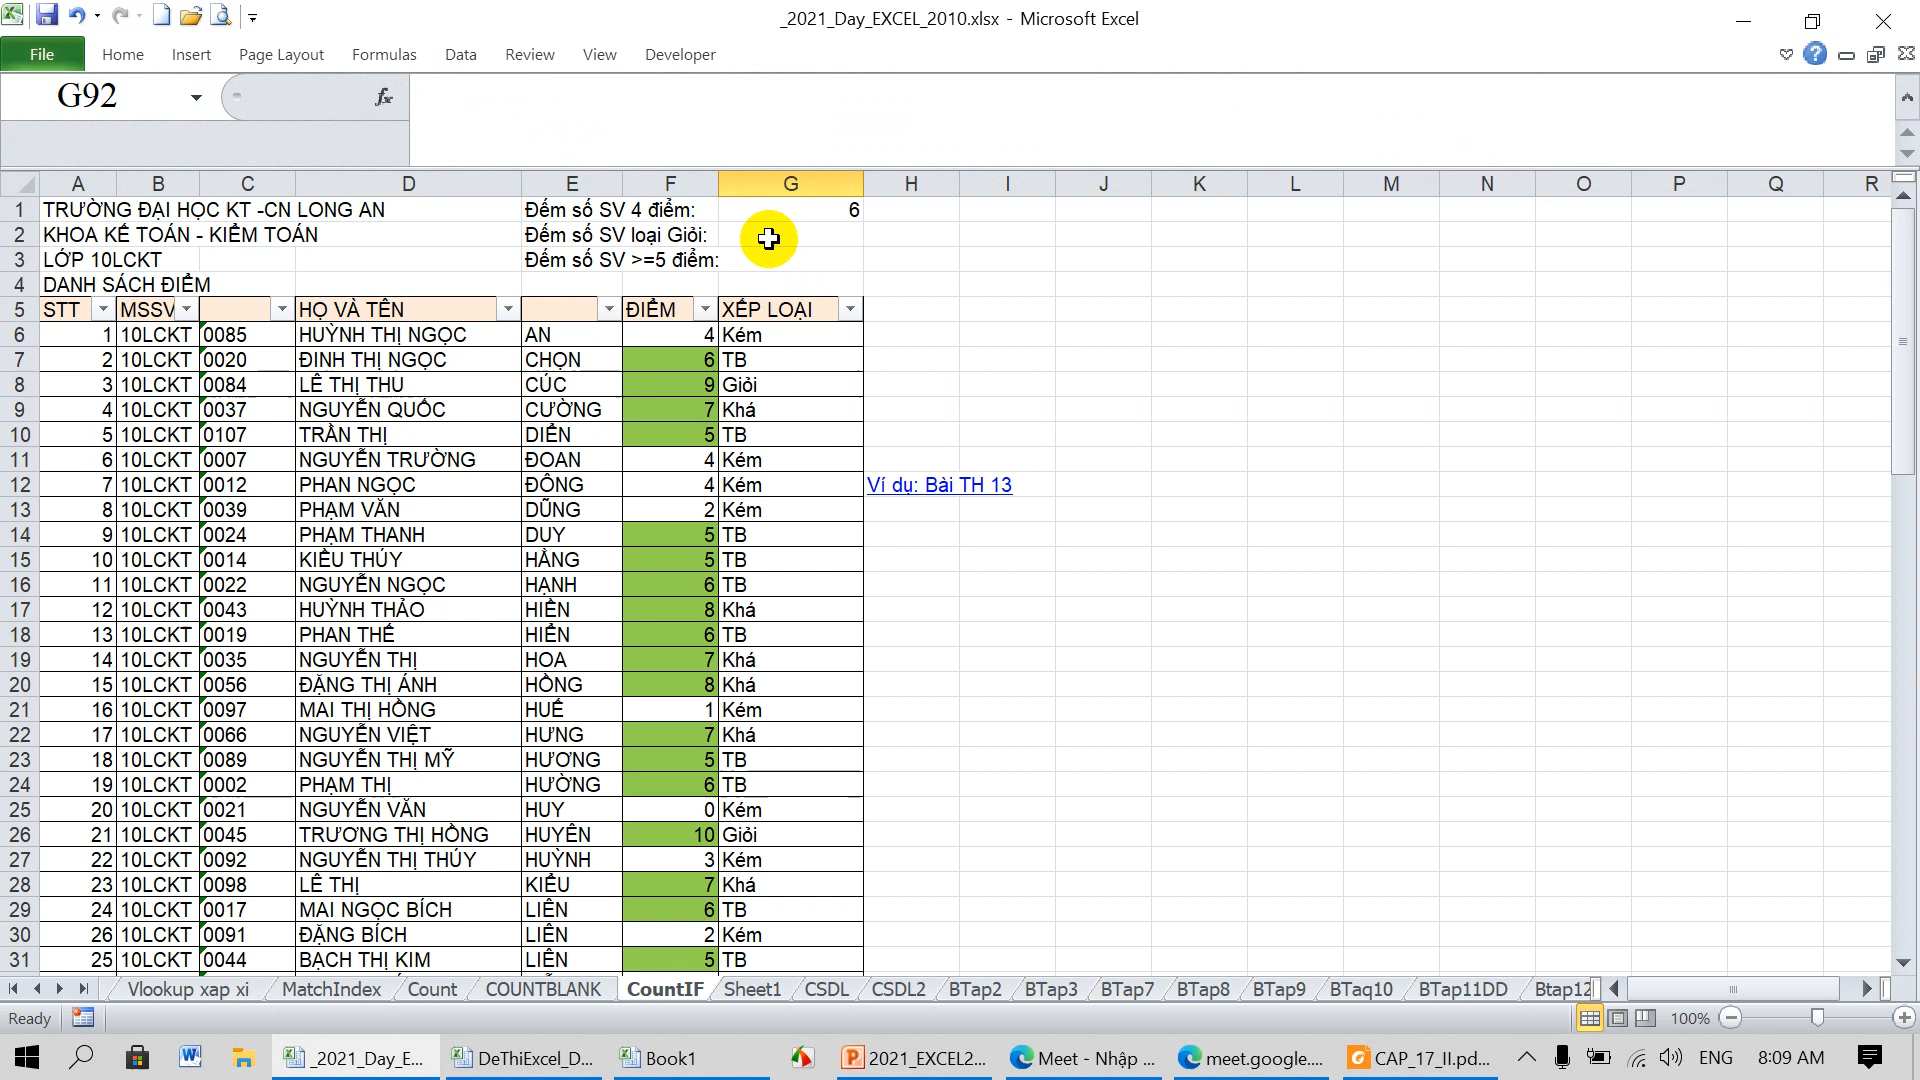 _2021_Day_EXCEL_2010.xlsx - Microsoft Excel
File Home Insert Page Layout Formulas Data Review View Developer
G92 fx
A B C D E F G H I J K L M N O P Q R
1 TRƯỜNG ĐẠI HỌC KT -CN LONG AN Đếm số SV 4 điểm: 6
2 KHOA KẾ TOÁN - KIỂM TOÁN Đếm số SV loại Giỏi:
3 LỚP 10LCKT Đếm số SV >=5 điểm:
4 DANH SÁCH ĐIỂM
5 STT MSSV HỌ VÀ TÊN ĐIỂM XẾP LOẠI
6 1 10LCKT 0085 HUỲNH THỊ NGỌC AN 4 Kém
7 2 10LCKT 0020 ĐINH THỊ NGỌC CHỌN 6 TB
8 3 10LCKT 0084 LÊ THỊ THU CÚC 9 Giỏi
9 4 10LCKT 0037 NGUYỄN QUỐC CƯỜNG 7 Khá
10 5 10LCKT 0107 TRẦN THỊ DIỂN 5 TB
11 6 10LCKT 0007 NGUYỄN TRƯỜNG ĐOAN 4 Kém
12 7 10LCKT 0012 PHAN NGỌC ĐÔNG 4 Kém Ví dụ: Bài TH 13
13 8 10LCKT 0039 PHẠM VĂN DŨNG 2 Kém
14 9 10LCKT 0024 PHẠM THANH DUY 5 TB
15 10 10LCKT 0014 KIỀU THÚY HẰNG 5 TB
16 11 10LCKT 0022 NGUYỄN NGỌC HẠNH 6 TB
17 12 10LCKT 0043 HUỲNH THẢO HIỀN 8 Khá
18 13 10LCKT 0019 PHAN THẾ HIỂN 6 TB
19 14 10LCKT 0035 NGUYỄN THỊ HOA 7 Khá
20 15 10LCKT 0056 ĐẶNG THỊ ÁNH HỒNG 8 Khá
21 16 10LCKT 0097 MAI THỊ HỒNG HUẾ 1 Kém
22 17 10LCKT 0066 NGUYỄN VIỆT HƯNG 7 Khá
23 18 10LCKT 0089 NGUYỄN THỊ MỸ HƯƠNG 5 TB
24 19 10LCKT 0002 PHẠM THỊ HƯỜNG 6 TB
25 20 10LCKT 0021 NGUYỄN VĂN HUY 0 Kém
26 21 10LCKT 0045 TRƯƠNG THỊ HỒNG HUYÊN 10 Giỏi
27 22 10LCKT 0092 NGUYỄN THỊ THÚY HUỲNH 3 Kém
28 23 10LCKT 0098 LÊ THỊ KIỂU 7 Khá
29 24 10LCKT 0017 MAI NGỌC BÍCH LIÊN 6 TB
30 26 10LCKT 0091 ĐẶNG BÍCH LIÊN 2 Kém
31 25 10LCKT 0044 BẠCH THỊ KIM LIÊN 5 TB
Vlookup xap xi MatchIndex Count COUNTBLANK CountIF Sheet1 CSDL CSDL2 BTap2 BTap3 BTap7 BTap8 BTap9 BTaq10 BTap11DD Btap12
Ready 100%
_2021_Day_E... DeThiExcel_D... Book1 2021_EXCEL2... Meet - Nhập ... meet.google.... CAP_17_II.pd... ENG 8:09 AM